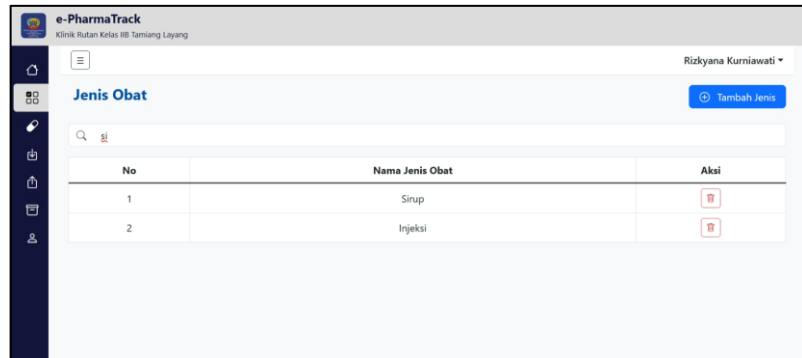 e-PharmaTrack
Klinik Rutan Kelas IIB Tamiang Layang
Rizkyana Kurniawati
Jenis Obat
Tambah Jenis
si
No Nama Jenis Obat Aksi
1 Sirup
2 Injeksi